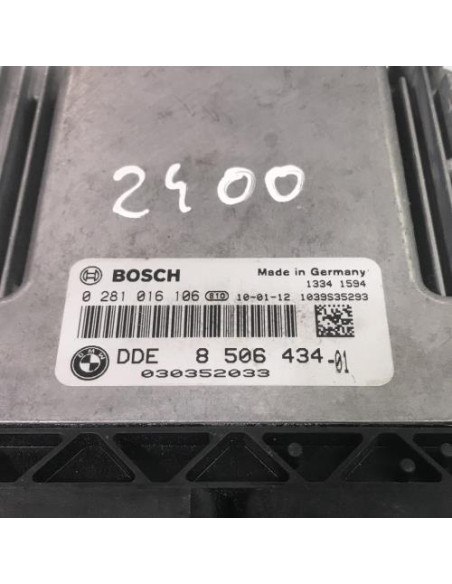 2400
BOSCH Made in Germany
1334 1594
0 281 016 106 810 10-01-12 1039S35293
DDE 8 506 434-01
030352033